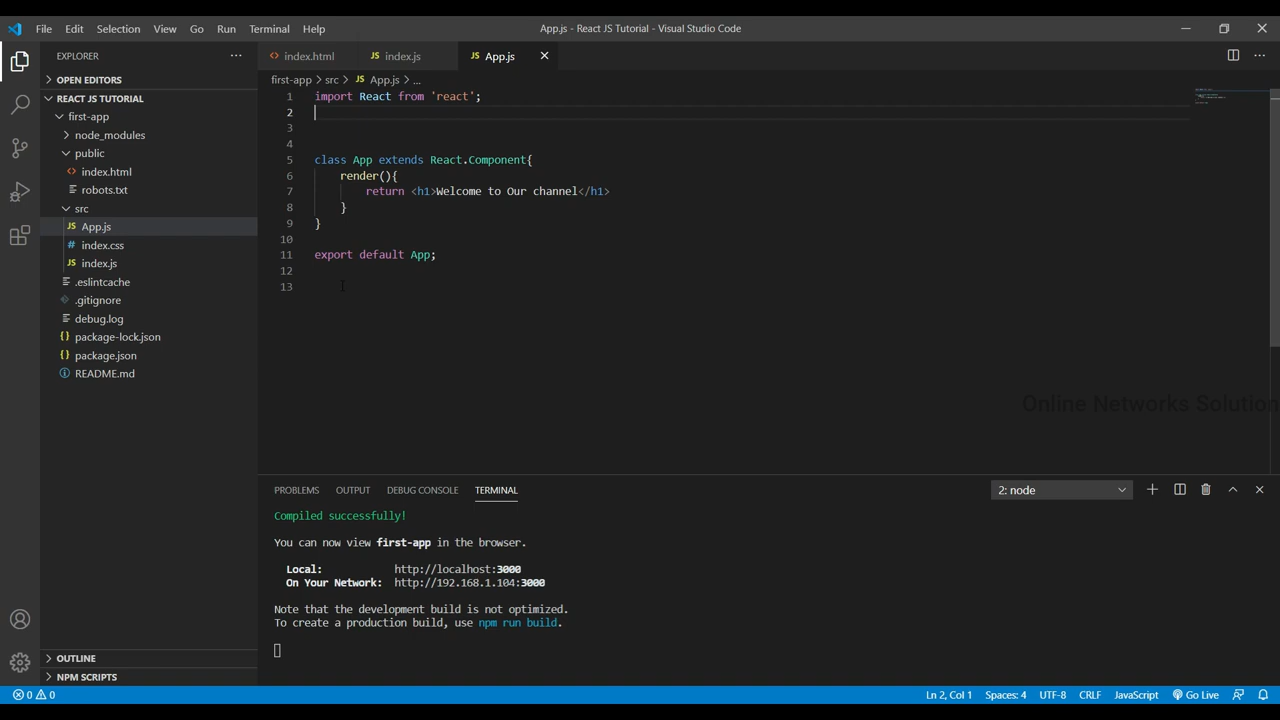 File Edit Selection View Go Run Terminal Help
App.js - React JS Tutorial - Visual Studio Code
EXPLORER
OPEN EDITORS
REACT JS TUTORIAL
first-app
node_modules
public
index.html
robots.txt
src
JS App.js
# index.css
JS index.js
.eslintcache
.gitignore
debug.log
{} package-lock.json
{} package.json
README.md
OUTLINE
NPM SCRIPTS
index.html JS index.js JS App.js
first-app > src > JS App.js > ...
1 import React from 'react';
2
3
4
5 class App extends React.Component{
6 render(){
7 return <h1>Welcome to Our channel</h1>
8 }
9 }
10
11 export default App;
12
13
Online Networks Solution
PROBLEMS OUTPUT DEBUG CONSOLE TERMINAL 2: node
Compiled successfully!
You can now view first-app in the browser.
Local: http://localhost:3000
On Your Network: http://192.168.1.104:3000
Note that the development build is not optimized.
To create a production build, use npm run build.
0 0 Ln 2, Col 1 Spaces: 4 UTF-8 CRLF JavaScript Go Live